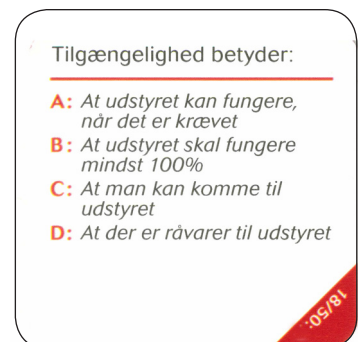 Tilgængelighed betyder:
A: At udstyret kan fungere,
når det er krævet
B: At udstyret skal fungere
mindst 100%
C: At man kan komme til
udstyret
D: At der er råvarer til udstyret
18/50: